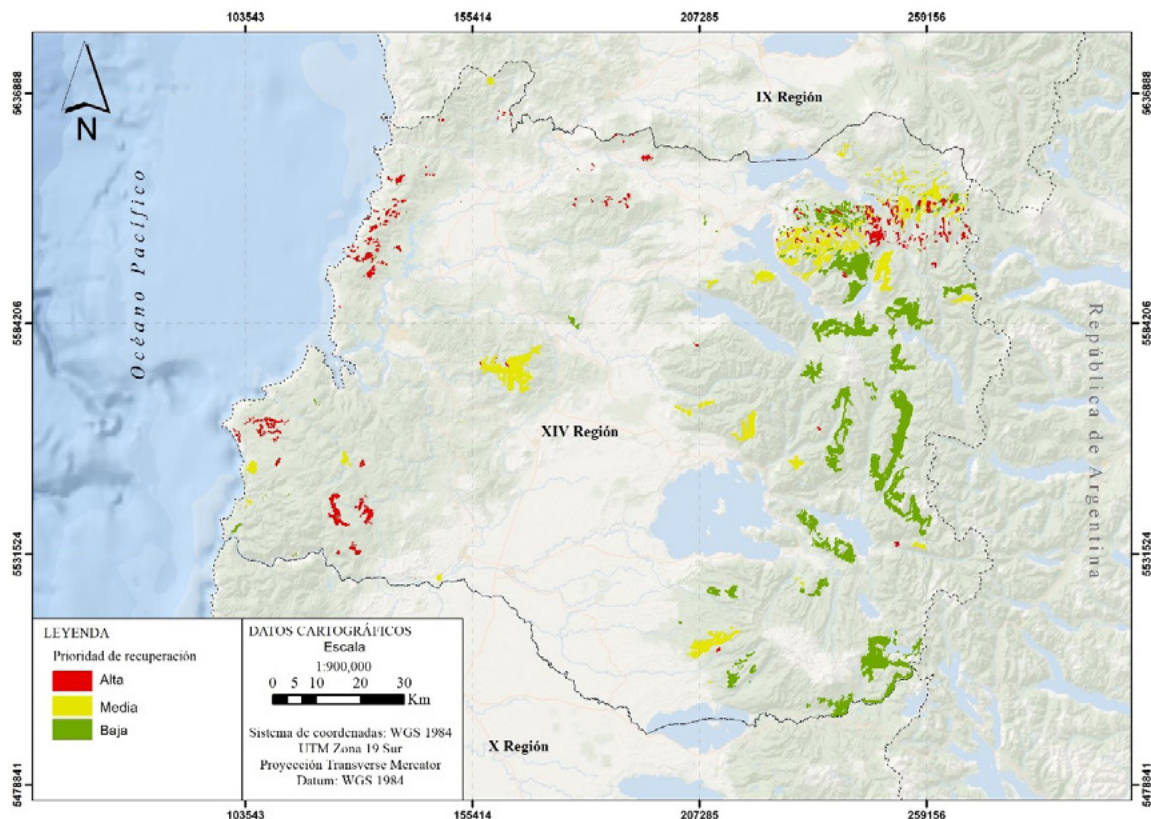 103543
155414
207285
259156
5636888
5636888
IX Región
N
Océano Pacífico
5584206
5584206
República de Argentina
XIV Región
5531524
5531524
LEYENDA
Prioridad de recuperación
Alta
Media
Baja
DATOS CARTOGRÁFICOS
Escala
1:900,000
0 5 10 20 30
Km
Sistema de coordenadas: WGS 1984
UTM Zona 19 Sur
Proyección Transverse Mercator
Datum: WGS 1984
X Región
5478841
5478841
103543
155414
207285
259156